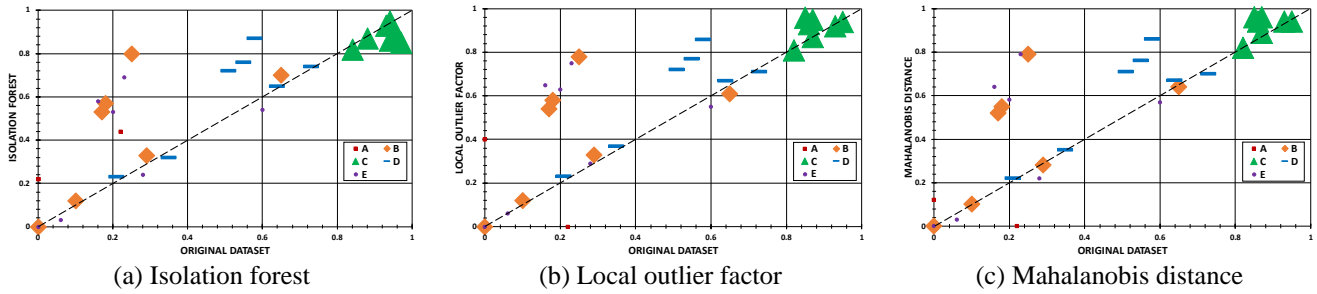 1
0.8
0.6
0.4
0.2
0
0 0.2 0.4 0.6 0.8 1
ISOLATION FOREST
ORIGINAL DATASET
A B
C D
E
(a) Isolation forest
1
0.8
0.6
0.4
0.2
0
0 0.2 0.4 0.6 0.8 1
LOCAL OUTLIER FACTOR
ORIGINAL DATASET
A B
C D
E
(b) Local outlier factor
1
0.8
0.6
0.4
0.2
0
0 0.2 0.4 0.6 0.8 1
MAHALANOBIS DISTANCE
ORIGINAL DATASET
A B
C D
E
(c) Mahalanobis distance